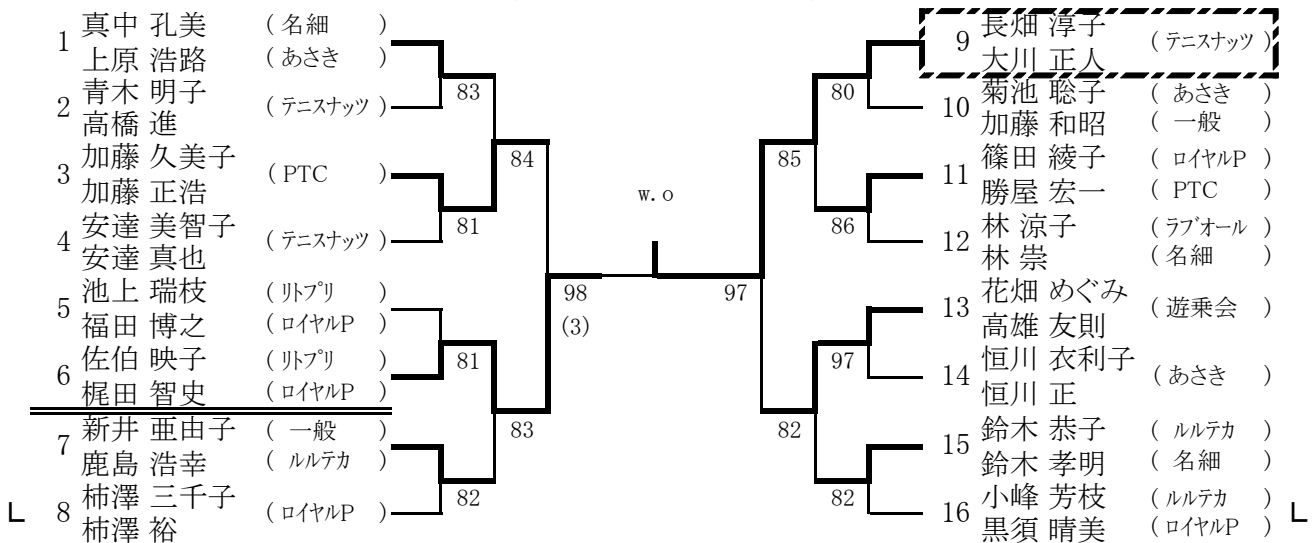 1 真中 孔美 ( 名細 )
上原 浩路 ( あさき )
2 青木 明子 ( テニスナッツ )
高橋 進
83
3 加藤 久美子 ( PTC )
加藤 正浩
84
4 安達 美智子 ( テニスナッツ )
安達 真也
81
5 池上 瑞枝 ( リトプリ )
福田 博之 ( ロイヤルP )
98
(3)
6 佐伯 映子 ( リトプリ )
梶田 智史 ( ロイヤルP )
81
7 新井 亜由子 ( 一般 )
鹿島 浩幸 ( ルルテカ )
83
L 8 柿澤 三千子 ( ロイヤルP )
柿澤 裕
82
w.o
9 長畑 淳子 ( テニスナッツ )
大川 正人
80
10 菊池 聡子 ( あさき )
加藤 和昭 ( 一般 )
85
11 篠田 綾子 ( ロイヤルP )
勝屋 宏一 ( PTC )
86
12 林 涼子 ( ラブオール )
林 崇 ( 名細 )
97
13 花畑 めぐみ ( 遊乗会 )
高雄 友則
97
14 恒川 衣利子 ( あさき )
恒川 正
82
15 鈴木 恭子 ( ルルテカ )
鈴木 孝明 ( 名細 )
82
16 小峰 芳枝 ( ルルテカ ) L
黒須 晴美 ( ロイヤルP )